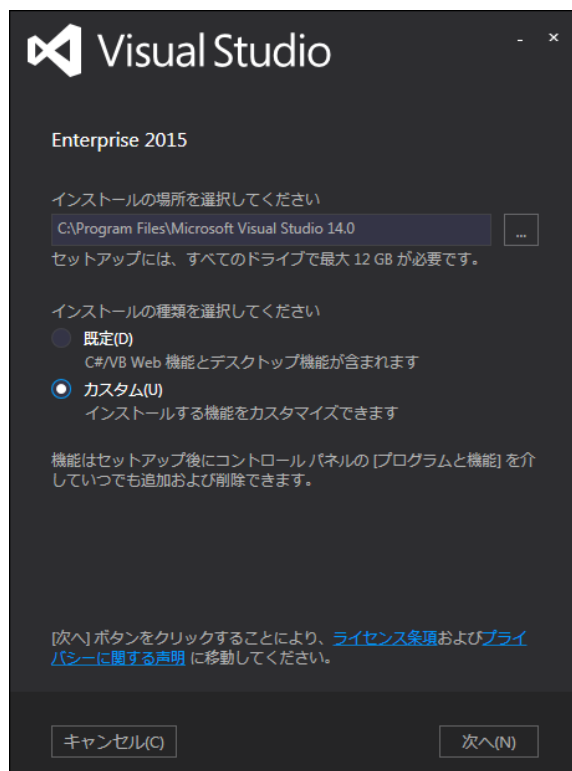 Visual Studio
Enterprise 2015
インストールの場所を選択してください
C:\Program Files\Microsoft Visual Studio 14.0
...
セットアップには、すべてのドライブで最大 12 GB が必要です。
インストールの種類を選択してください
既定(D)
C#/VB Web 機能とデスクトップ機能が含まれます
カスタム(U)
インストールする機能をカスタマイズできます
機能はセットアップ後にコントロール パネルの [プログラムと機能] を介
していつでも追加および削除できます。
[次へ] ボタンをクリックすることにより、ライセンス条項およびプライ
バシーに関する声明 に移動してください。
キャンセル(C)
次へ(N)